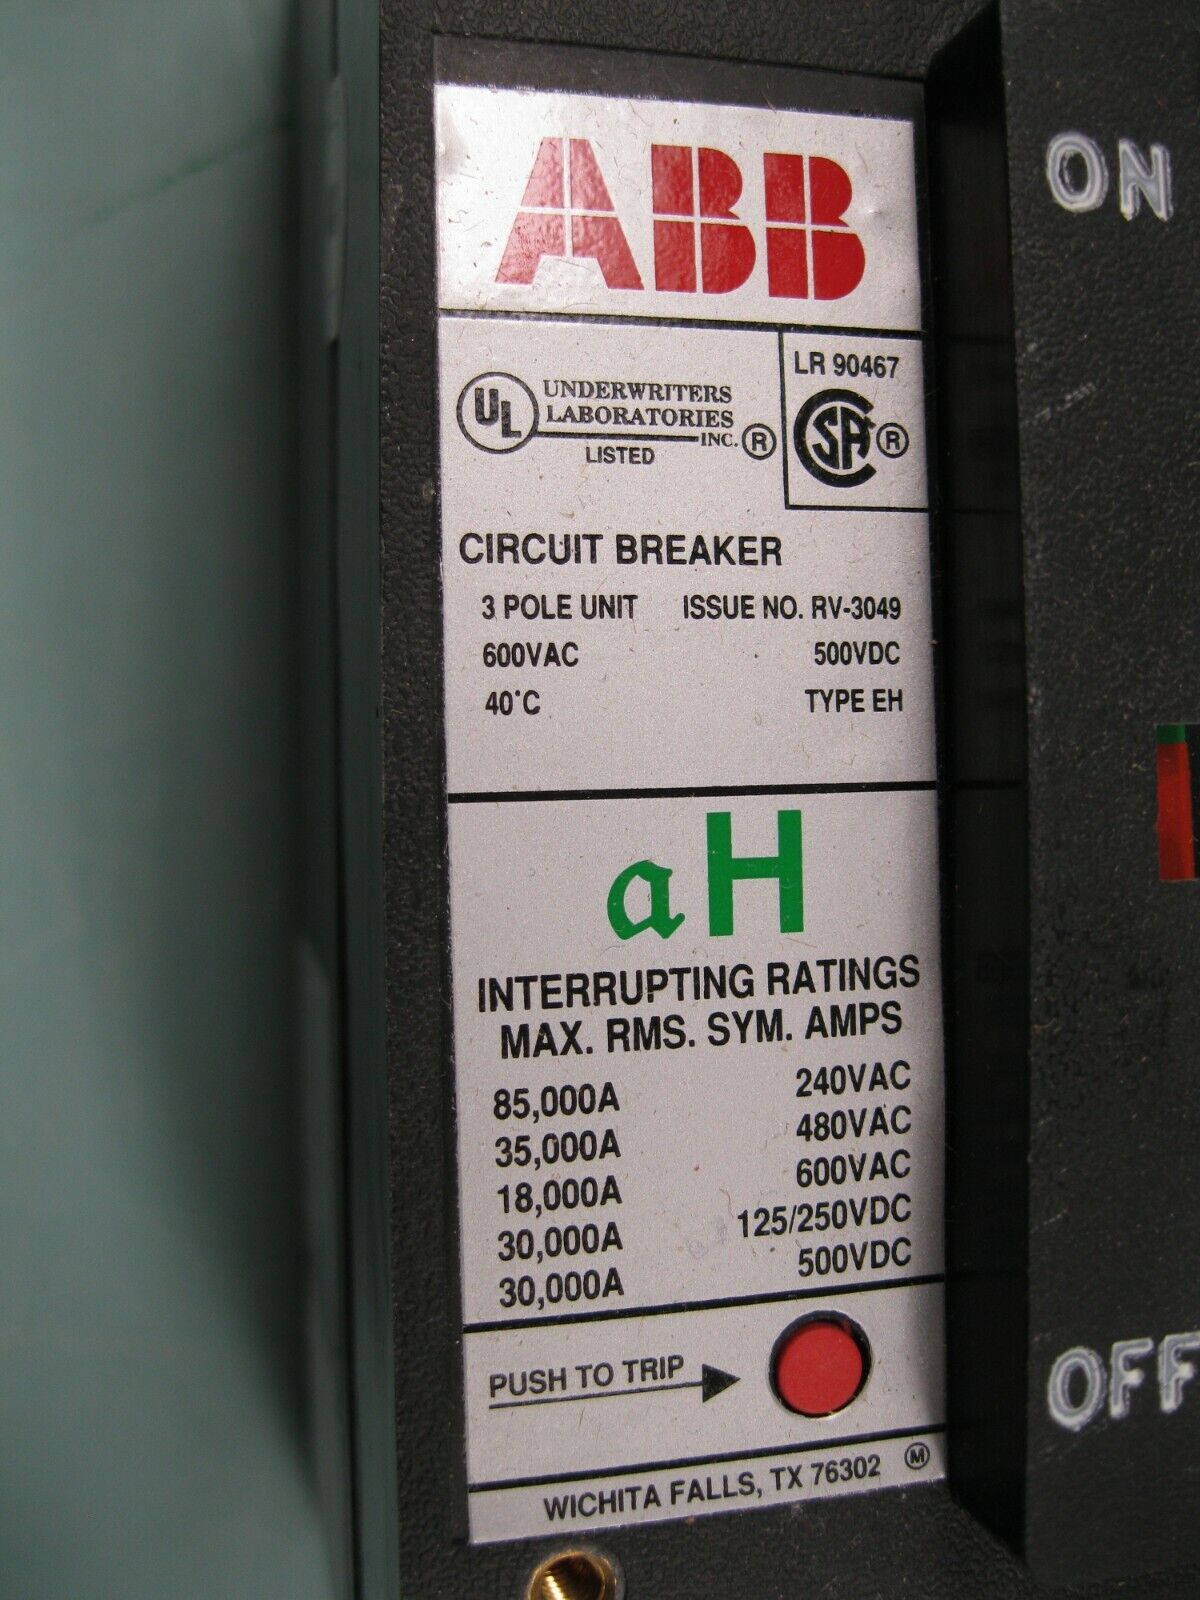 ABB
UL
UNDERWRITERS
LABORATORIES
INC. ®
LISTED
LR 90467
CSA ®
CIRCUIT BREAKER
3 POLE UNIT ISSUE NO. RV-3049
600VAC 500VDC
40°C TYPE EH
aH
INTERRUPTING RATINGS
MAX. RMS. SYM. AMPS
85,000A 240VAC
35,000A 480VAC
18,000A 600VAC
30,000A 125/250VDC
30,000A 500VDC
PUSH TO TRIP
WICHITA FALLS, TX 76302 M
ON
OFF